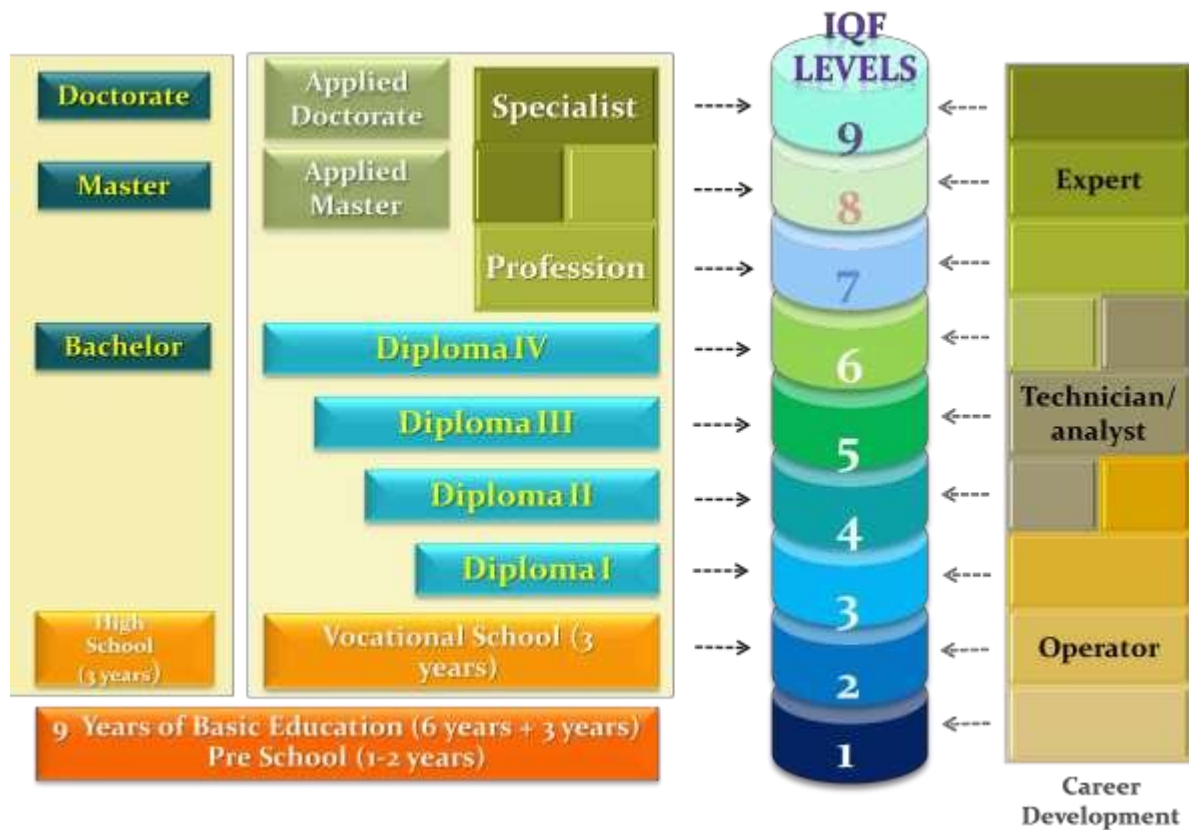 IQF
LEVELS
Doctorate
Applied
Doctorate
Specialist
9
Master
Applied
Master
8
Expert
Profession
7
Bachelor
Diploma IV
6
Diploma III
5
Technician/
analyst
Diploma II
4
Diploma I
3
High
School
(3 years)
Vocational School (3
years)
2
Operator
9 Years of Basic Education (6 years + 3 years)
Pre School (1-2 years)
1
Career
Development